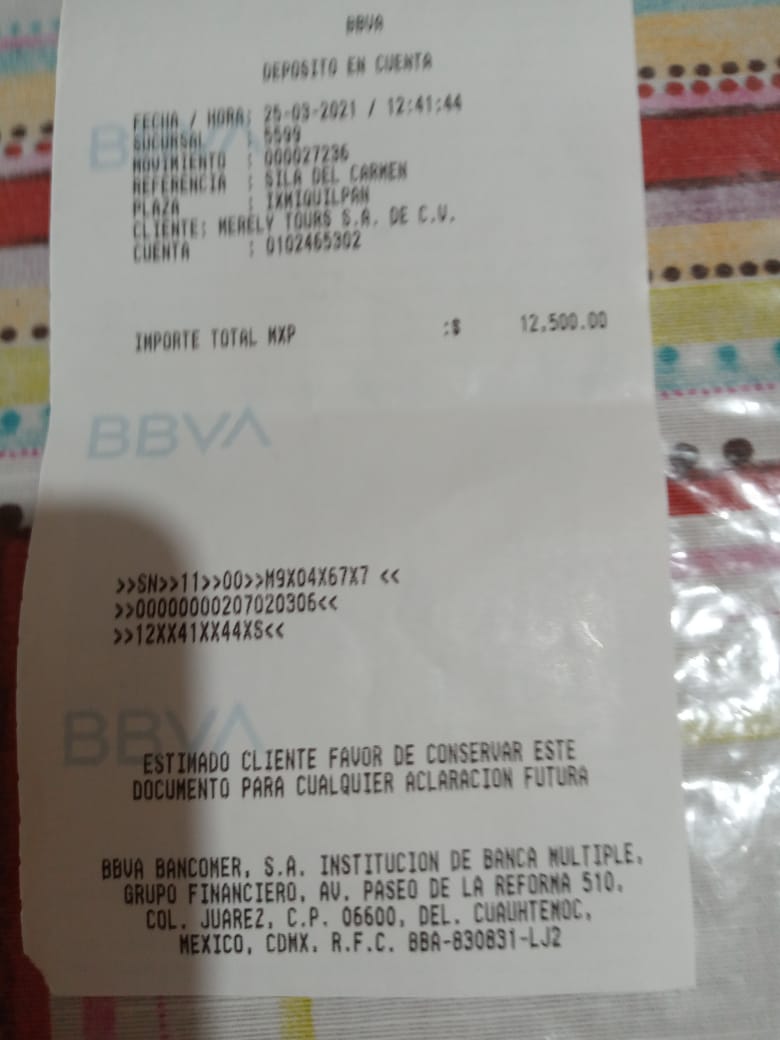 BBVA
DEPOSITO EN CUENTA
FECHA / HORA: 25-03-2021 / 12:41:44
SUCURSAL : 5599
MOVIMIENTO : 000027236
REFERENCIA : SILA DEL CARMEN
PLAZA : IXMIQUILPAN
CLIENTE: MERELY TOURS S.A. DE C.V.
CUENTA : 0102465302
IMPORTE TOTAL MXP :$ 12,500.00
BBVA
>>SN>>11>>00>>M9X04X67X7 <<
>>00000000207020306<<
>>12XX41XX44XS<<
BBVA
ESTIMADO CLIENTE FAVOR DE CONSERVAR ESTE
DOCUMENTO PARA CUALQUIER ACLARACION FUTURA
BBVA BANCOMER, S.A. INSTITUCION DE BANCA MULTIPLE,
GRUPO FINANCIERO, AV. PASEO DE LA REFORMA 510,
COL. JUAREZ, C.P. 06600, DEL. CUAUHTEMOC,
MEXICO, CDMX. R.F.C. BBA-830831-LJ2